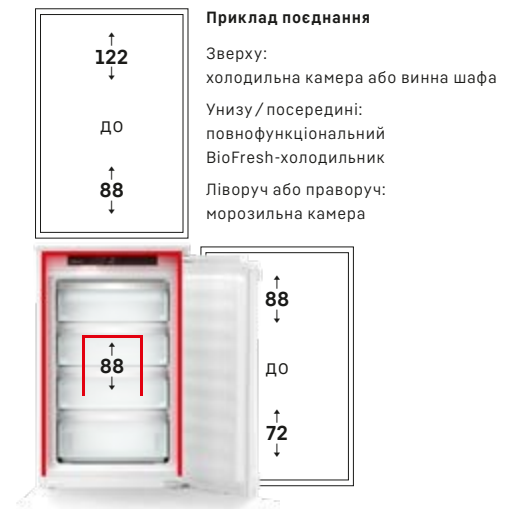 Приклад поєднання
Зверху:
холодильна камера або винна шафа
Унизу / посередині:
повнофункціональний
BioFresh-холодильник
Ліворуч або праворуч:
морозильна камера
122
до
88
88
88
до
72